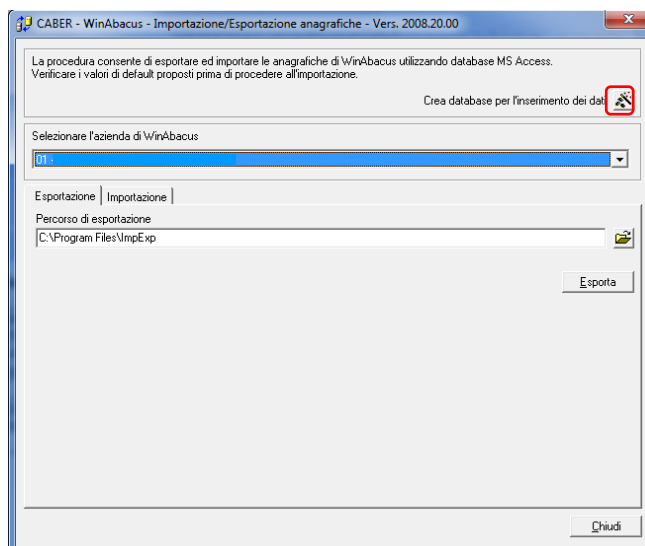 CABER - WinAbacus - Importazione/Esportazione anagrafiche - Vers. 2008.20.00
La procedura consente di esportare ed importare le anagrafiche di WinAbacus utilizzando database MS Access.
Verificare i valori di default proposti prima di procedere all'importazione.
Crea database per l'inserimento dei dati
Selezionare l'azienda di WinAbacus
01 -
Esportazione Importazione
Percorso di esportazione
C:\Program Files\ImpExp
Esporta
Chiudi